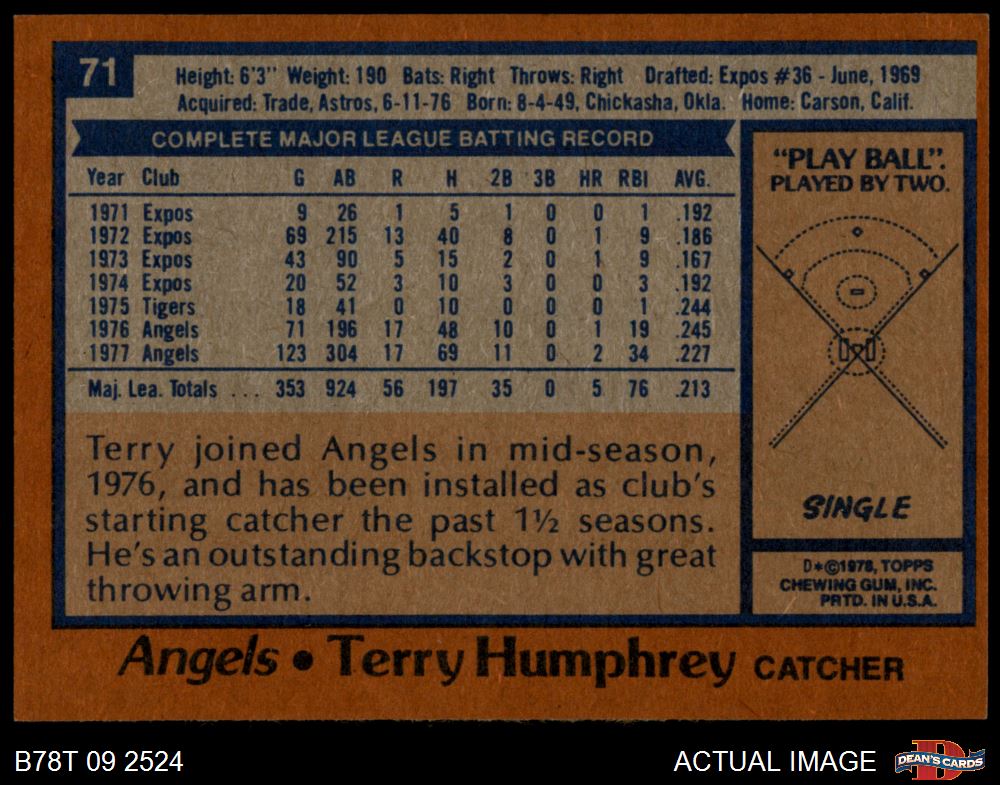 71
Height: 6'3" Weight: 190 Bats: Right Throws: Right Drafted: Expos #36 - June, 1969
Acquired: Trade, Astros, 6-11-76 Born: 8-4-49, Chickasha, Okla. Home: Carson, Calif.
COMPLETE MAJOR LEAGUE BATTING RECORD
Year Club G AB R H 2B 3B HR RBI AVG.
1971 Expos 9 26 1 5 1 0 0 1 .192
1972 Expos 69 215 13 40 8 0 1 9 .186
1973 Expos 43 90 5 15 2 0 1 9 .167
1974 Expos 20 52 3 10 3 0 0 3 .192
1975 Tigers 18 41 0 10 0 0 0 1 .244
1976 Angels 71 196 17 48 10 0 1 19 .245
1977 Angels 123 304 17 69 11 0 2 34 .227
Maj. Lea. Totals ... 353 924 56 197 35 0 5 76 .213
Terry joined Angels in mid-season,
1976, and has been installed as club's
starting catcher the past 1½ seasons.
He's an outstanding backstop with great
throwing arm.
"PLAY BALL".
PLAYED BY TWO.
SINGLE
D*©1978, TOPPS
CHEWING GUM, INC.
PRTD. IN U.S.A.
Angels • Terry Humphrey CATCHER
B78T 09 2524
ACTUAL IMAGE
D
DEAN'S CARDS